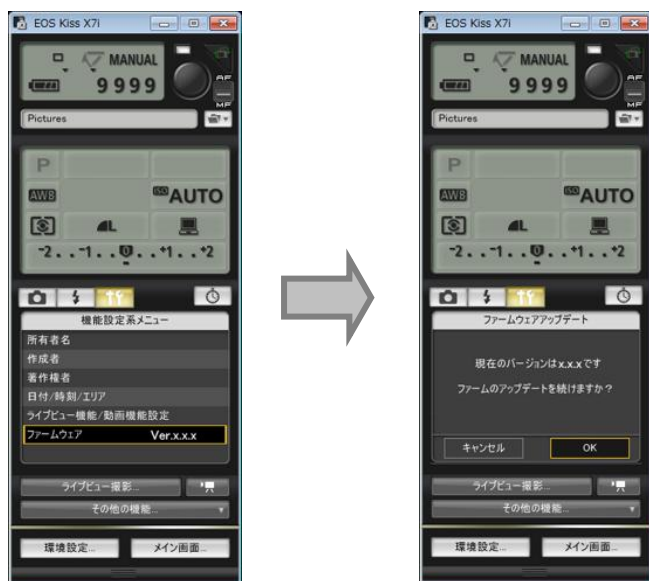 EOS Kiss X7i
MANUAL
9999
AF
MF
Pictures
P
AWB
ISO AUTO
L
-2..-1..0..+1..+2
機能設定系メニュー
所有者名
作成者
著作権者
日付/時刻/エリア
ライブビュー機能/動画機能設定
ファームウェア Ver.x.x.x
ライブビュー撮影...
その他の機能...
環境設定... メイン画面...
EOS Kiss X7i
MANUAL
9999
AF
MF
Pictures
P
AWB
ISO AUTO
L
-2..-1..0..+1..+2
ファームウェアアップデート
現在のバージョンはx.x.xです
ファームのアップデートを続けますか?
キャンセル OK
ライブビュー撮影...
その他の機能...
環境設定... メイン画面...